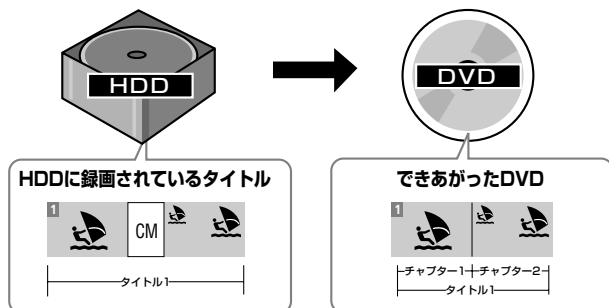 HDD
DVD
HDDに録画されているタイトル
1
CM
タイトル1
できあがったDVD
1
チャプター1
チャプター2
タイトル1